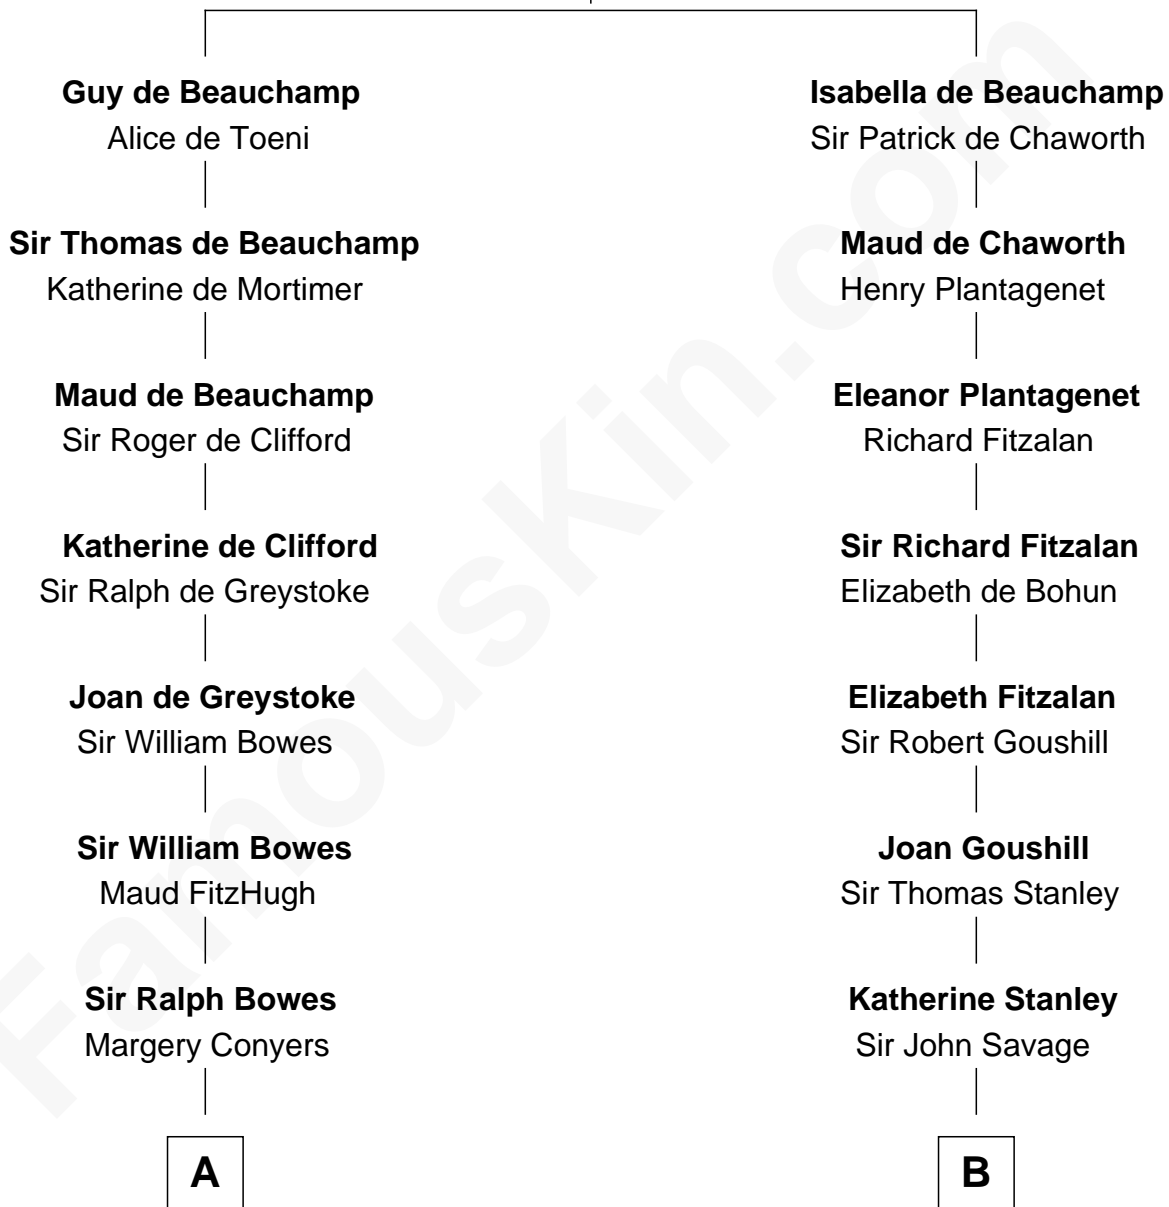 Guy de Beauchamp
Alice de Toeni
Sir Thomas de Beauchamp
Katherine de Mortimer
Maud de Beauchamp
Sir Roger de Clifford
Katherine de Clifford
Sir Ralph de Greystoke
Joan de Greystoke
Sir William Bowes
Sir William Bowes
Maud FitzHugh
Sir Ralph Bowes
Margery Conyers
A
Isabella de Beauchamp
Sir Patrick de Chaworth
Maud de Chaworth
Henry Plantagenet
Eleanor Plantagenet
Richard Fitzalan
Sir Richard Fitzalan
Elizabeth de Bohun
Elizabeth Fitzalan
Sir Robert Goushill
Joan Goushill
Sir Thomas Stanley
Katherine Stanley
Sir John Savage
B
FamousKin.com